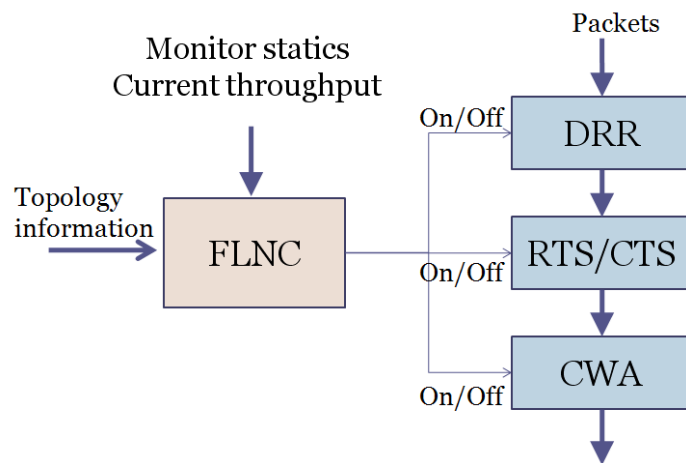 Packets
Monitor statics
Current throughput
On/Off
DRR
Topology
information
FLNC
On/Off
RTS/CTS
CWA
On/Off